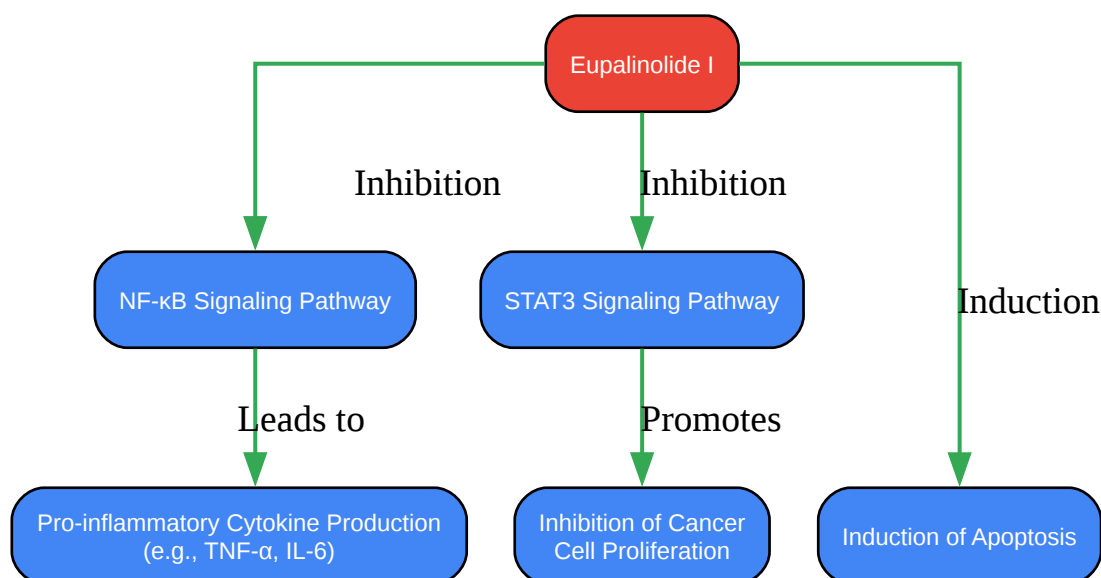 Eupalinolide I
Inhibition
Inhibition
NF-κB Signaling Pathway
STAT3 Signaling Pathway
Induction
Leads to
Promotes
Pro-inflammatory Cytokine Production
(e.g., TNF-α, IL-6)
Inhibition of Cancer
Cell Proliferation
Induction of Apoptosis